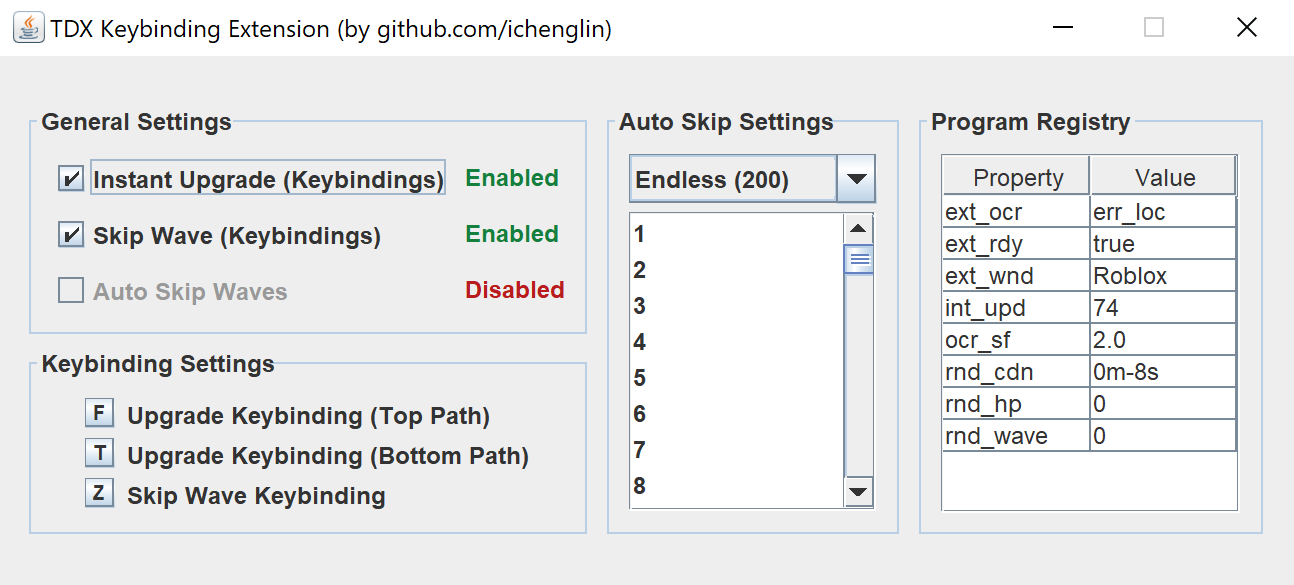 TDX Keybinding Extension (by github.com/ichenglin)
General Settings
Instant Upgrade (Keybindings) Enabled
Skip Wave (Keybindings) Enabled
Auto Skip Waves Disabled
Keybinding Settings
F Upgrade Keybinding (Top Path)
T Upgrade Keybinding (Bottom Path)
Z Skip Wave Keybinding
Auto Skip Settings
Endless (200)
1
2
3
4
5
6
7
8
Program Registry
Property Value
ext_ocr err_loc
ext_rdy true
ext_wnd Roblox
int_upd 74
ocr_sf 2.0
rnd_cdn 0m-8s
rnd_hp 0
rnd_wave 0